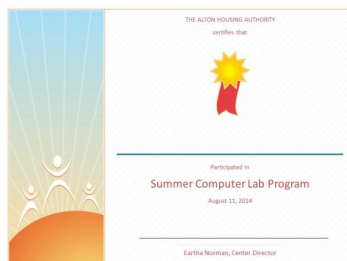 THE ALTON HOUSING AUTHORITY
certifies that
Participated in
Summer Computer Lab Program
August 11, 2014
Eartha Norman, Center Director